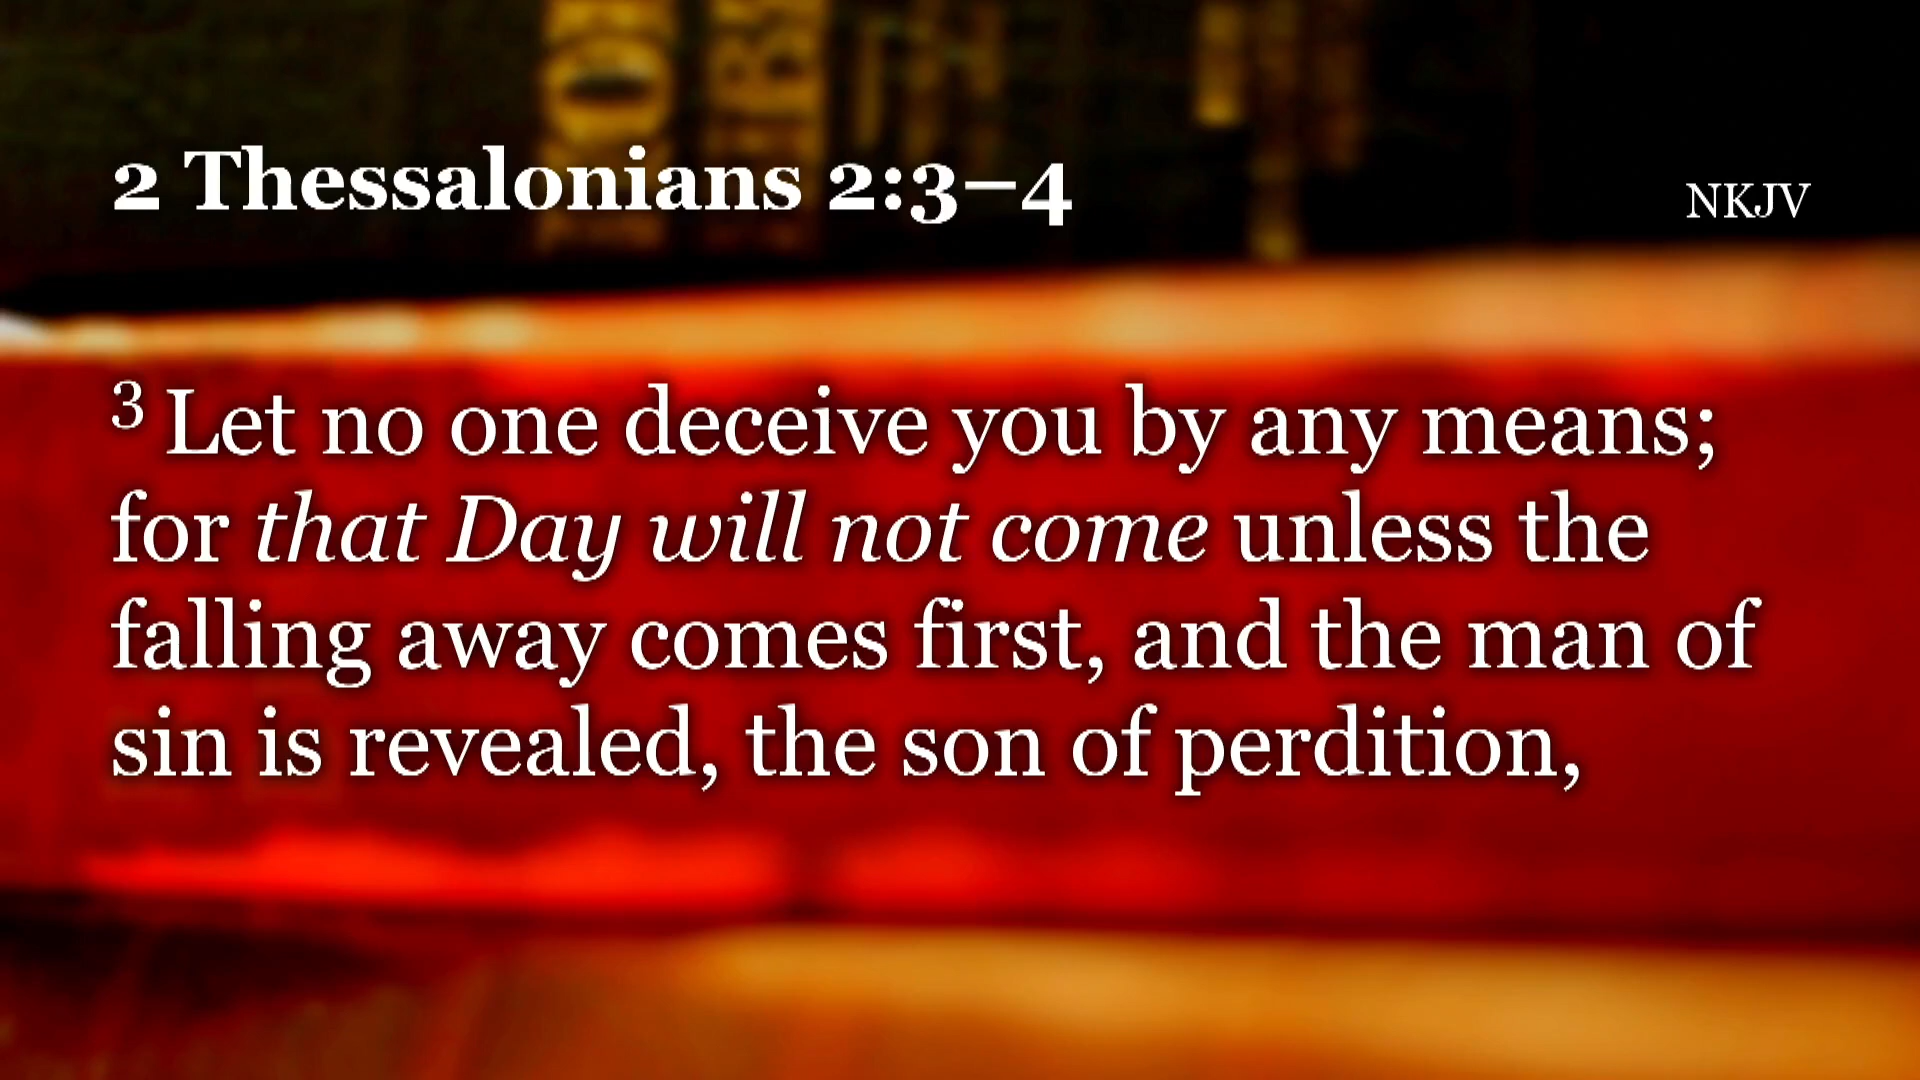 2 Thessalonians 2:3–4
NKJV
3 Let no one deceive you by any means;
for that Day will not come unless the
falling away comes first, and the man of
sin is revealed, the son of perdition,